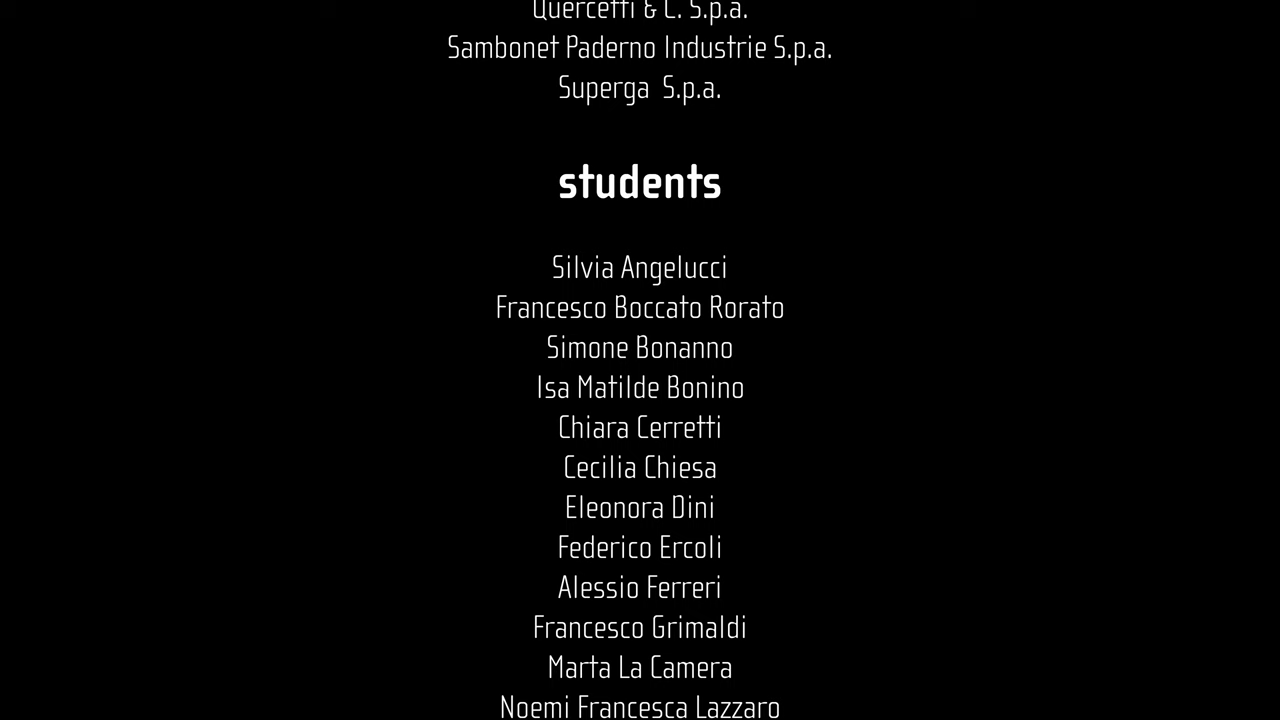 Quercetti & C. S.p.a.
Sambonet Paderno Industrie S.p.a.
Superga S.p.a.
students
Silvia Angelucci
Francesco Boccato Rorato
Simone Bonanno
Isa Matilde Bonino
Chiara Cerretti
Cecilia Chiesa
Eleonora Dini
Federico Ercoli
Alessio Ferreri
Francesco Grimaldi
Marta La Camera
Noemi Francesca Lazzaro